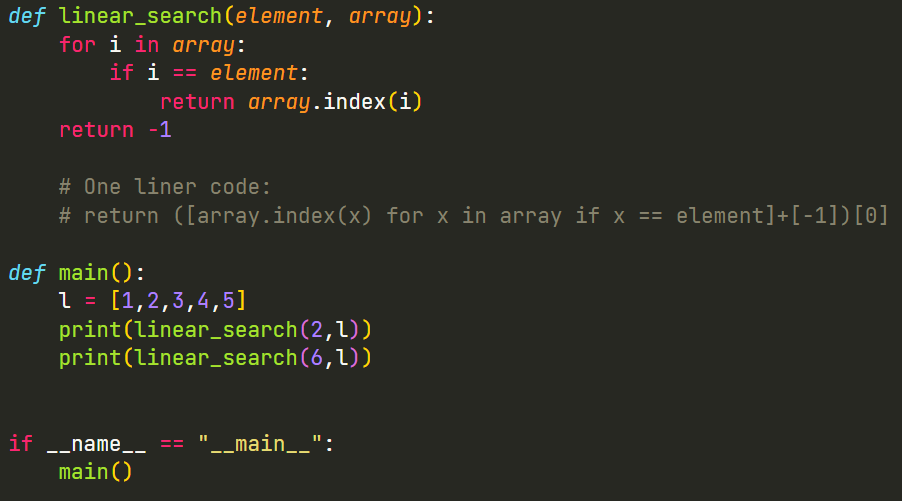 def linear_search(element, array):
    for i in array:
        if i == element:
            return array.index(i)
    return -1

    # One liner code:
    # return ([array.index(x) for x in array if x == element]+[-1])[0]

def main():
    l = [1,2,3,4,5]
    print(linear_search(2,l))
    print(linear_search(6,l))


if __name__ == "__main__":
    main()